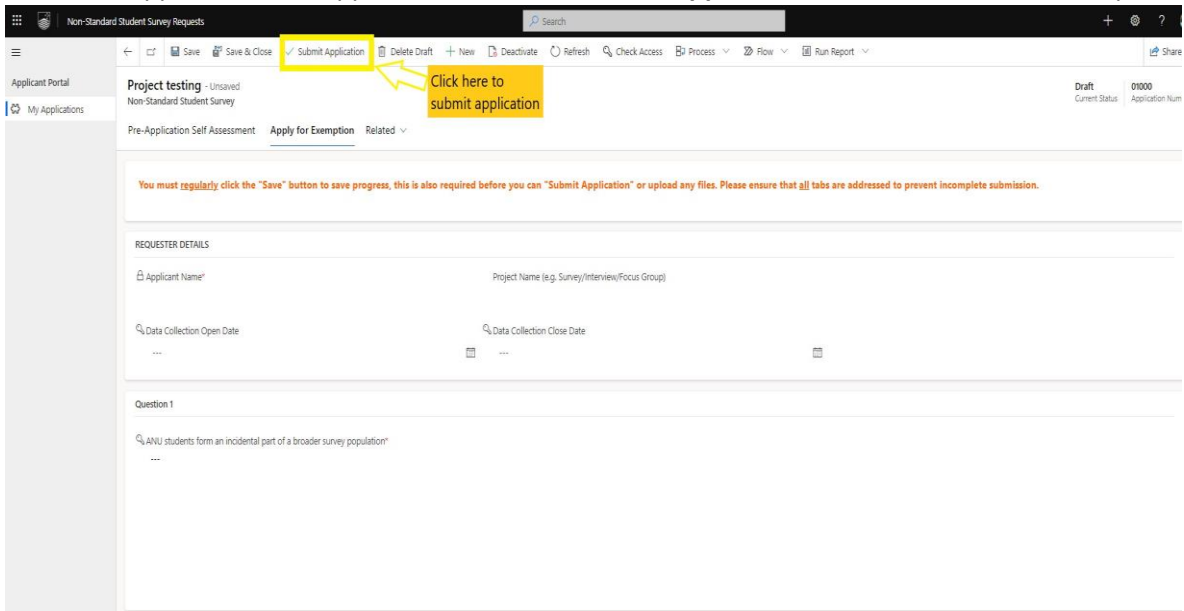 Non-Standard Student Survey Requests
Search
Save Save & Close Submit Application Delete Draft + New Deactivate Refresh Check Access Process Flow Run Report Share
Applicant Portal
My Applications
Project testing - Unsaved
Non-Standard Student Survey
Click here to
submit application
Draft
Current Status
01000
Application Num
Pre-Application Self Assessment Apply for Exemption Related
You must regularly click the "Save" button to save progress, this is also required before you can "Submit Application" or upload any files. Please ensure that all tabs are addressed to prevent incomplete submission.
REQUESTER DETAILS
Applicant Name*
Project Name (e.g. Survey/Interview/Focus Group)
Data Collection Open Date
Data Collection Close Date
---
---
Question 1
ANU students form an incidental part of a broader survey population*
---